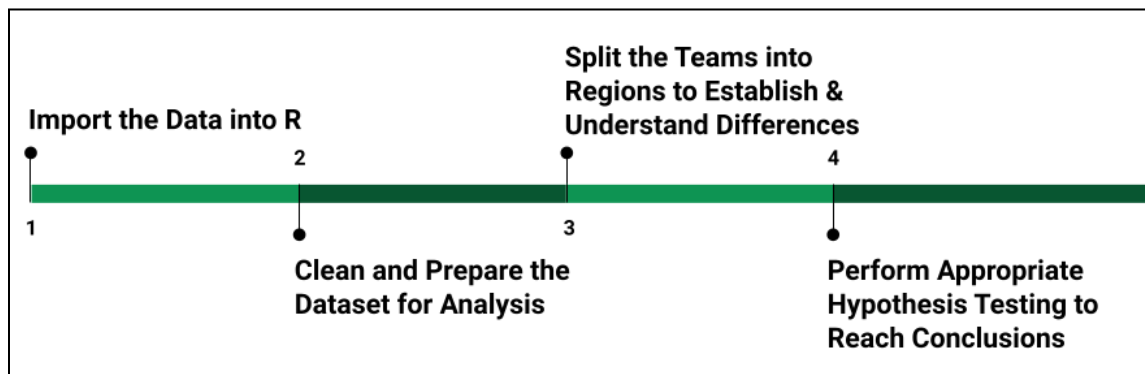 Import the Data into R
1
2
Clean and Prepare the
Dataset for Analysis
Split the Teams into
Regions to Establish &
Understand Differences
3
4
Perform Appropriate
Hypothesis Testing to
Reach Conclusions